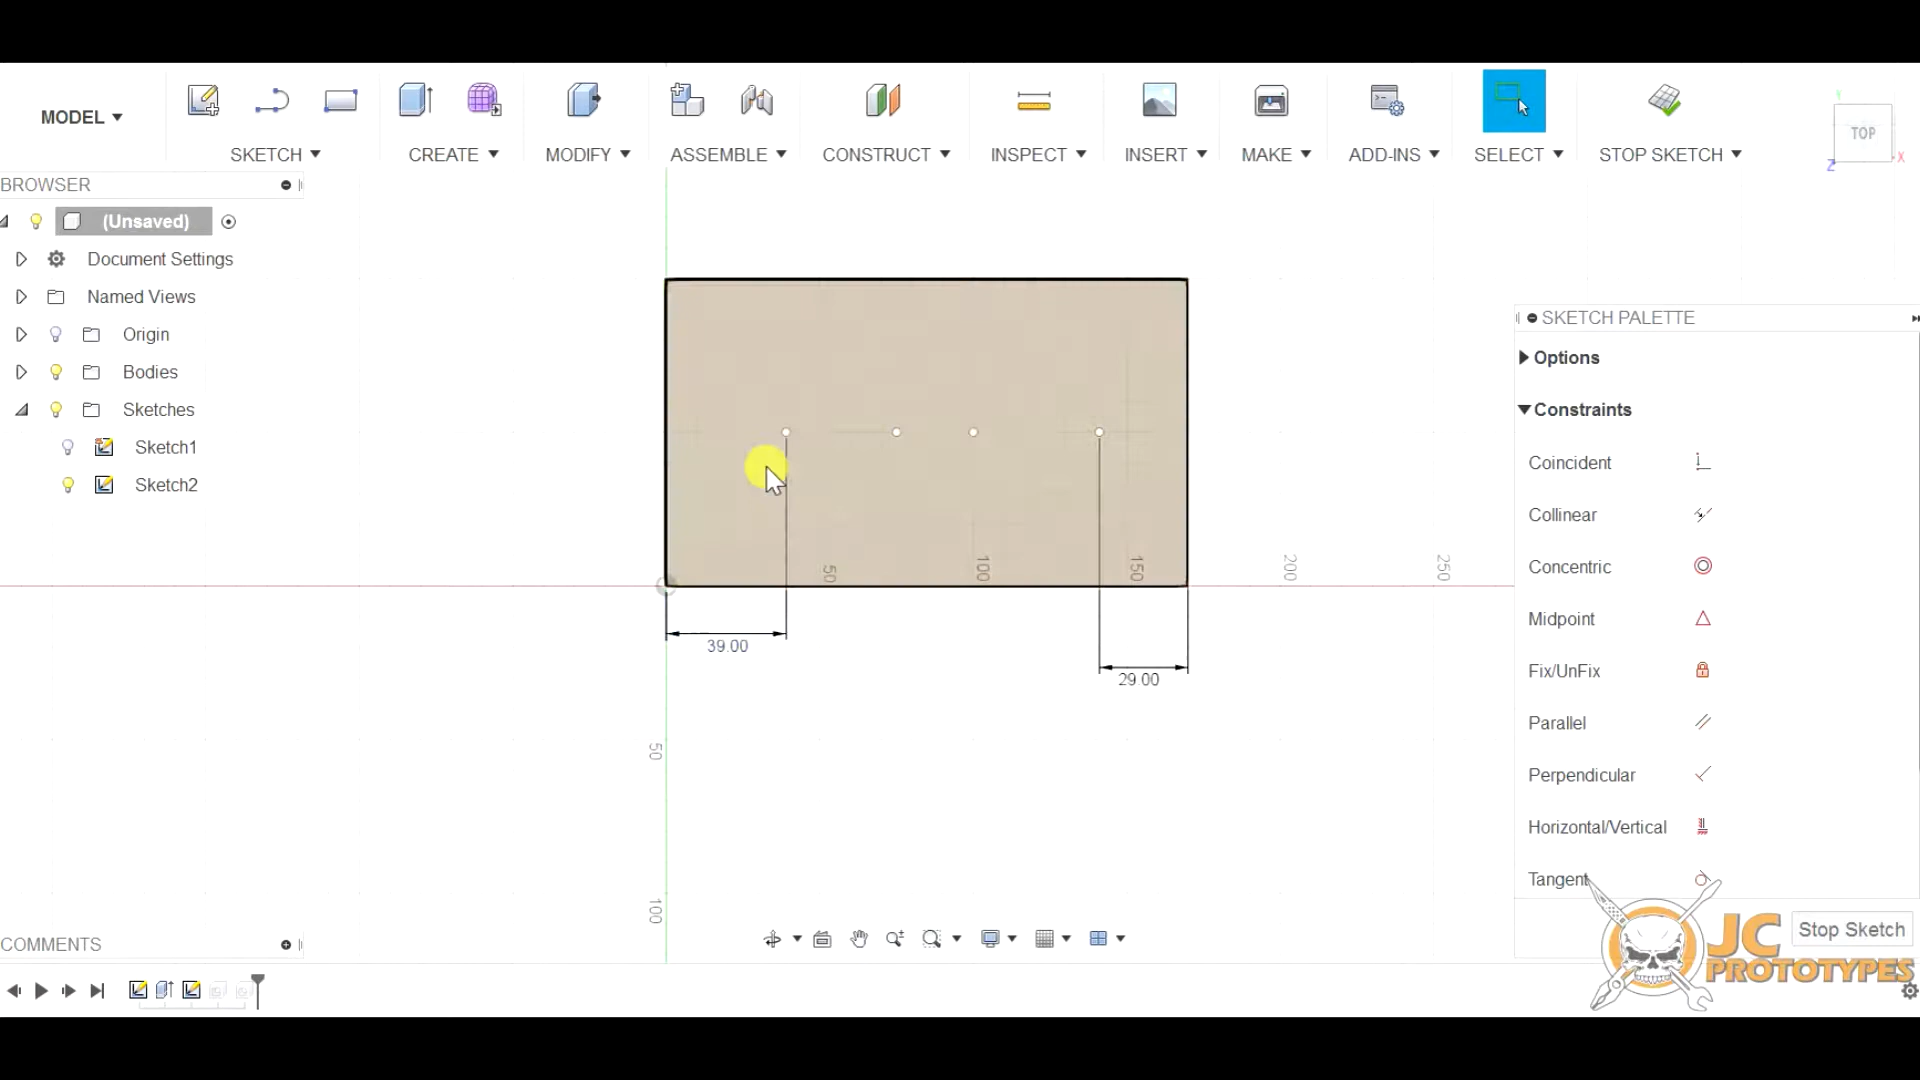 MODEL
SKETCH
CREATE
MODIFY
ASSEMBLE
CONSTRUCT
INSPECT
INSERT
MAKE
ADD-INS
SELECT
STOP SKETCH
Y
TOP
X
Z
BROWSER
(Unsaved)
Document Settings
Named Views
Origin
Bodies
Sketches
Sketch1
Sketch2
SKETCH PALETTE
Options
Constraints
Coincident
Collinear
Concentric
Midpoint
Fix/UnFix
Parallel
Perpendicular
Horizontal/Vertical
Tangent
50
100
150
200
250
39.00
29.00
50
100
COMMENTS
Stop Sketch
JC
PROTOTYPES